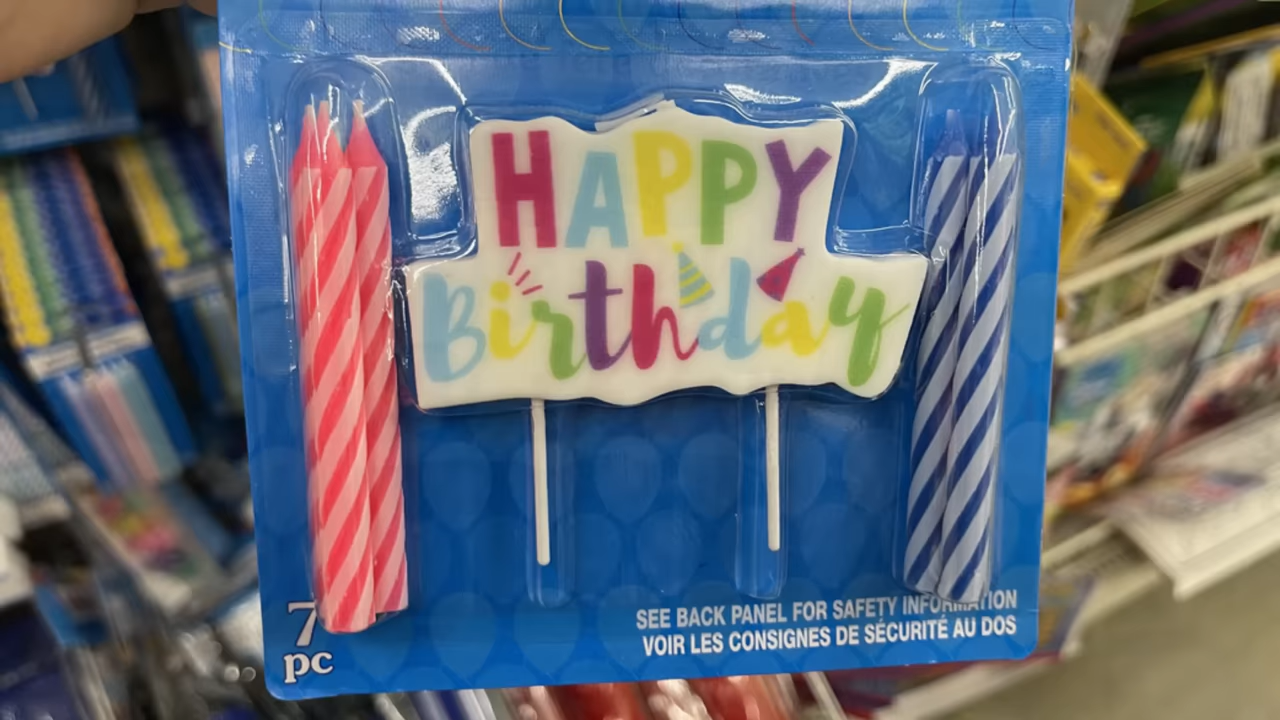 HAPPY
Birthday
7
pc
SEE BACK PANEL FOR SAFETY INFORMATION
VOIR LES CONSIGNES DE SÉCURITÉ AU DOS